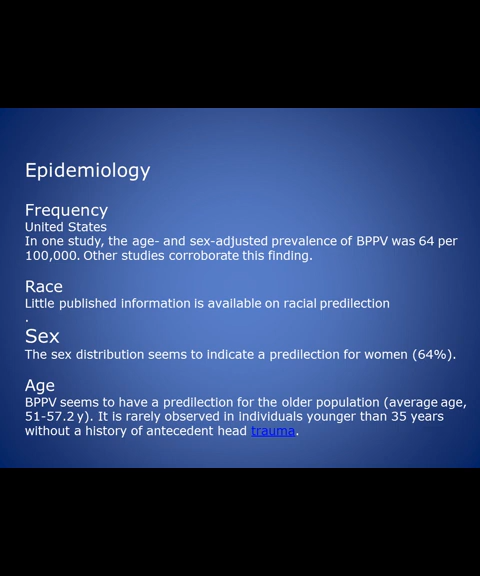 Epidemiology
Frequency
United States
In one study, the age- and sex-adjusted prevalence of BPPV was 64 per
100,000. Other studies corroborate this finding.
Race
Little published information is available on racial predilection
.
Sex
The sex distribution seems to indicate a predilection for women (64%).
Age
BPPV seems to have a predilection for the older population (average age,
51-57.2 y). It is rarely observed in individuals younger than 35 years
without a history of antecedent head trauma.